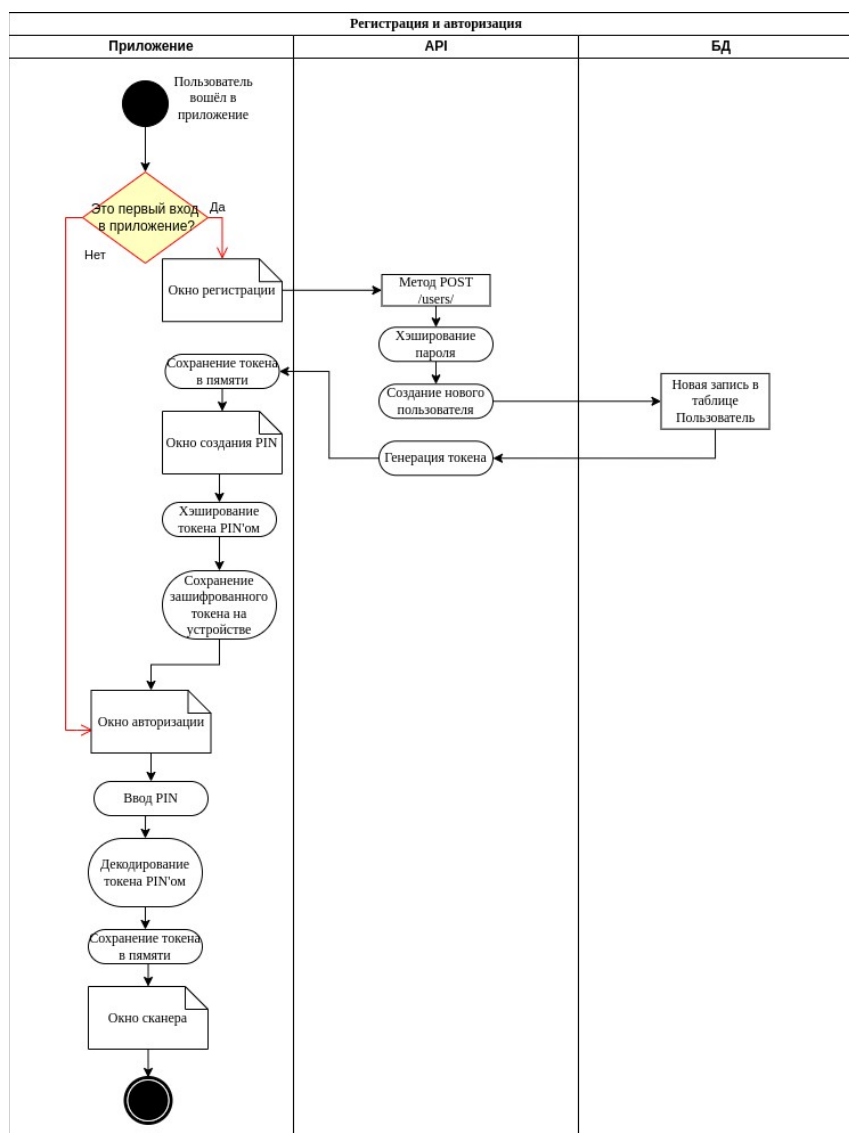 Регистрация и авторизация
Приложение
API
БД
Пользователь
вошёл в
приложение
Это первый вход
в приложение?
Да
Нет
Окно регистрации
Метод POST
/users/
Хэширование
пароля
Сохранение токена
в пямяти
Создание нового
пользователя
Новая запись в
таблице
Пользователь
Окно создания PIN
Генерация токена
Хэширование
токена PIN'ом
Сохранение
зашифрованного
токена на
устройстве
Окно авторизации
Ввод PIN
Декодирование
токена PIN'ом
Сохранение токена
в пямяти
Окно сканера